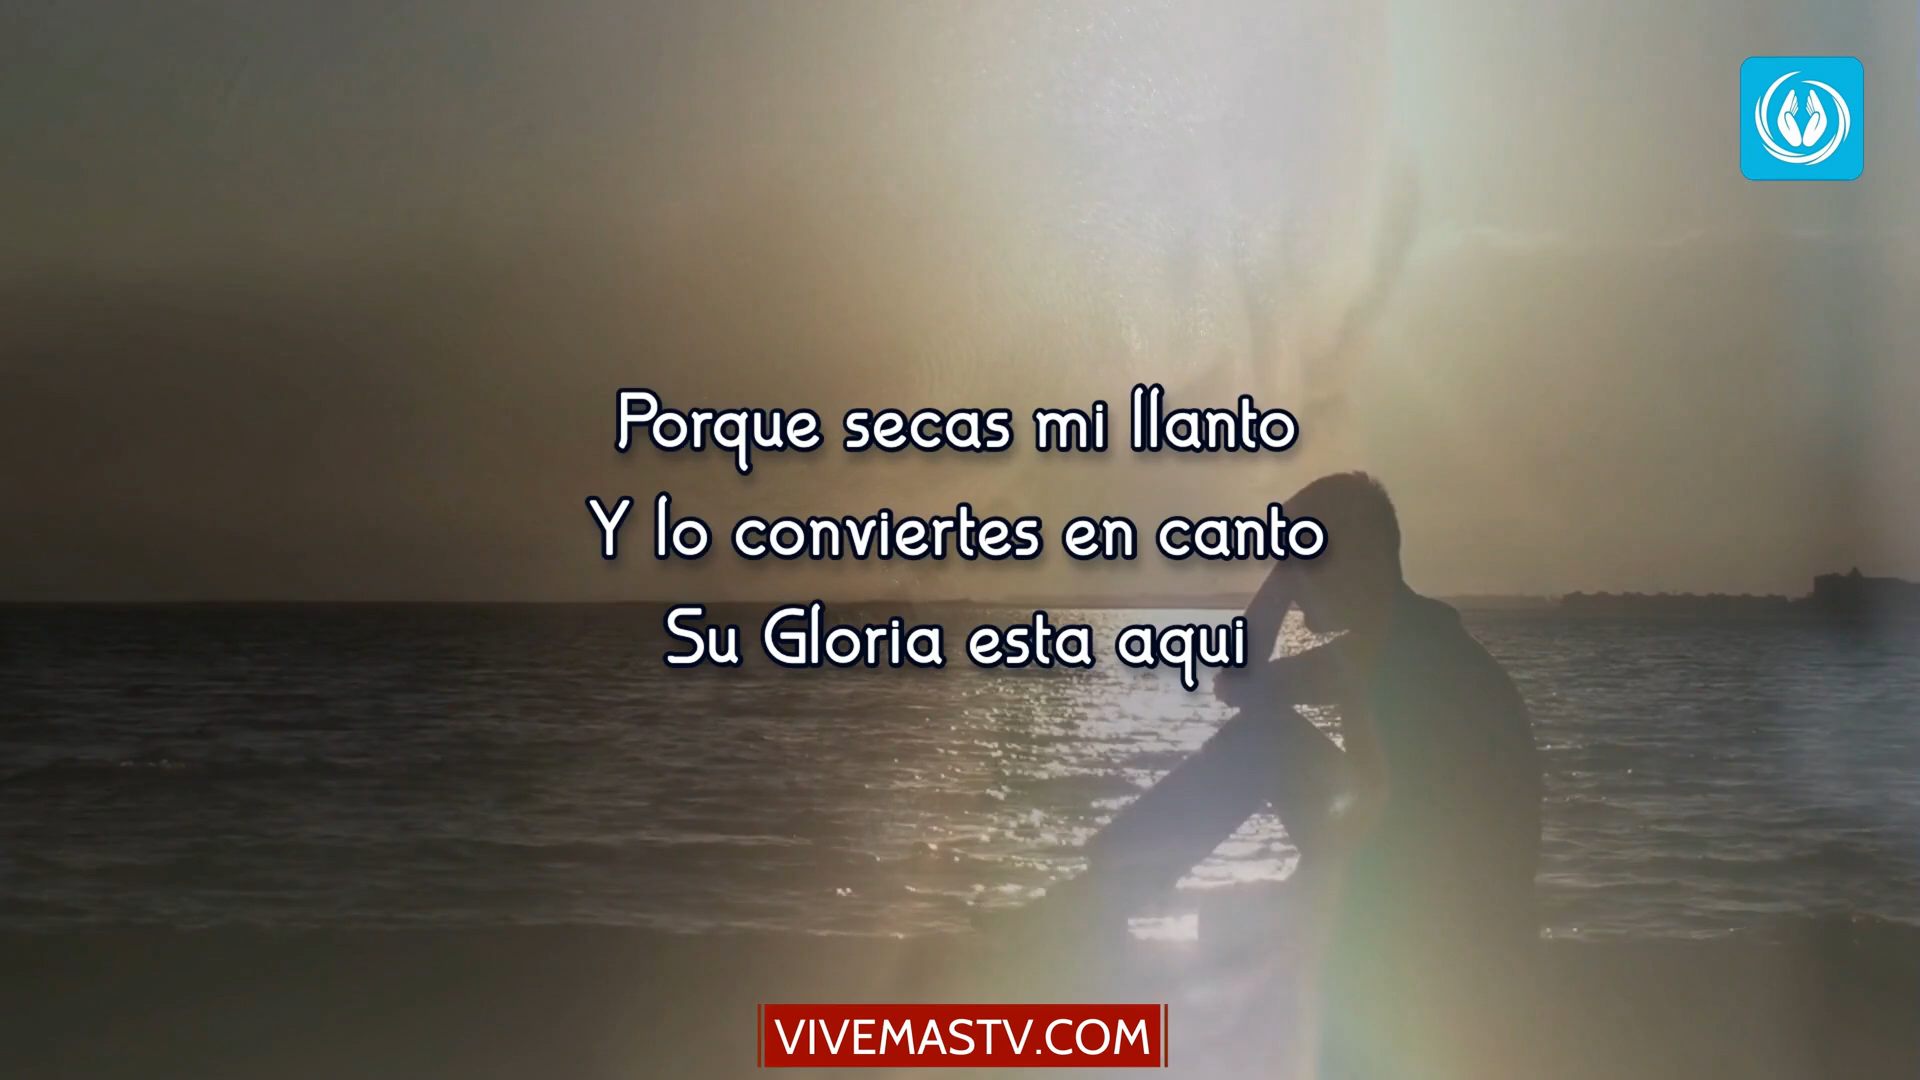 Porque secas mi llanto
Y lo conviertes en canto
Su Gloria esta aqui
VIVEMASTV.COM